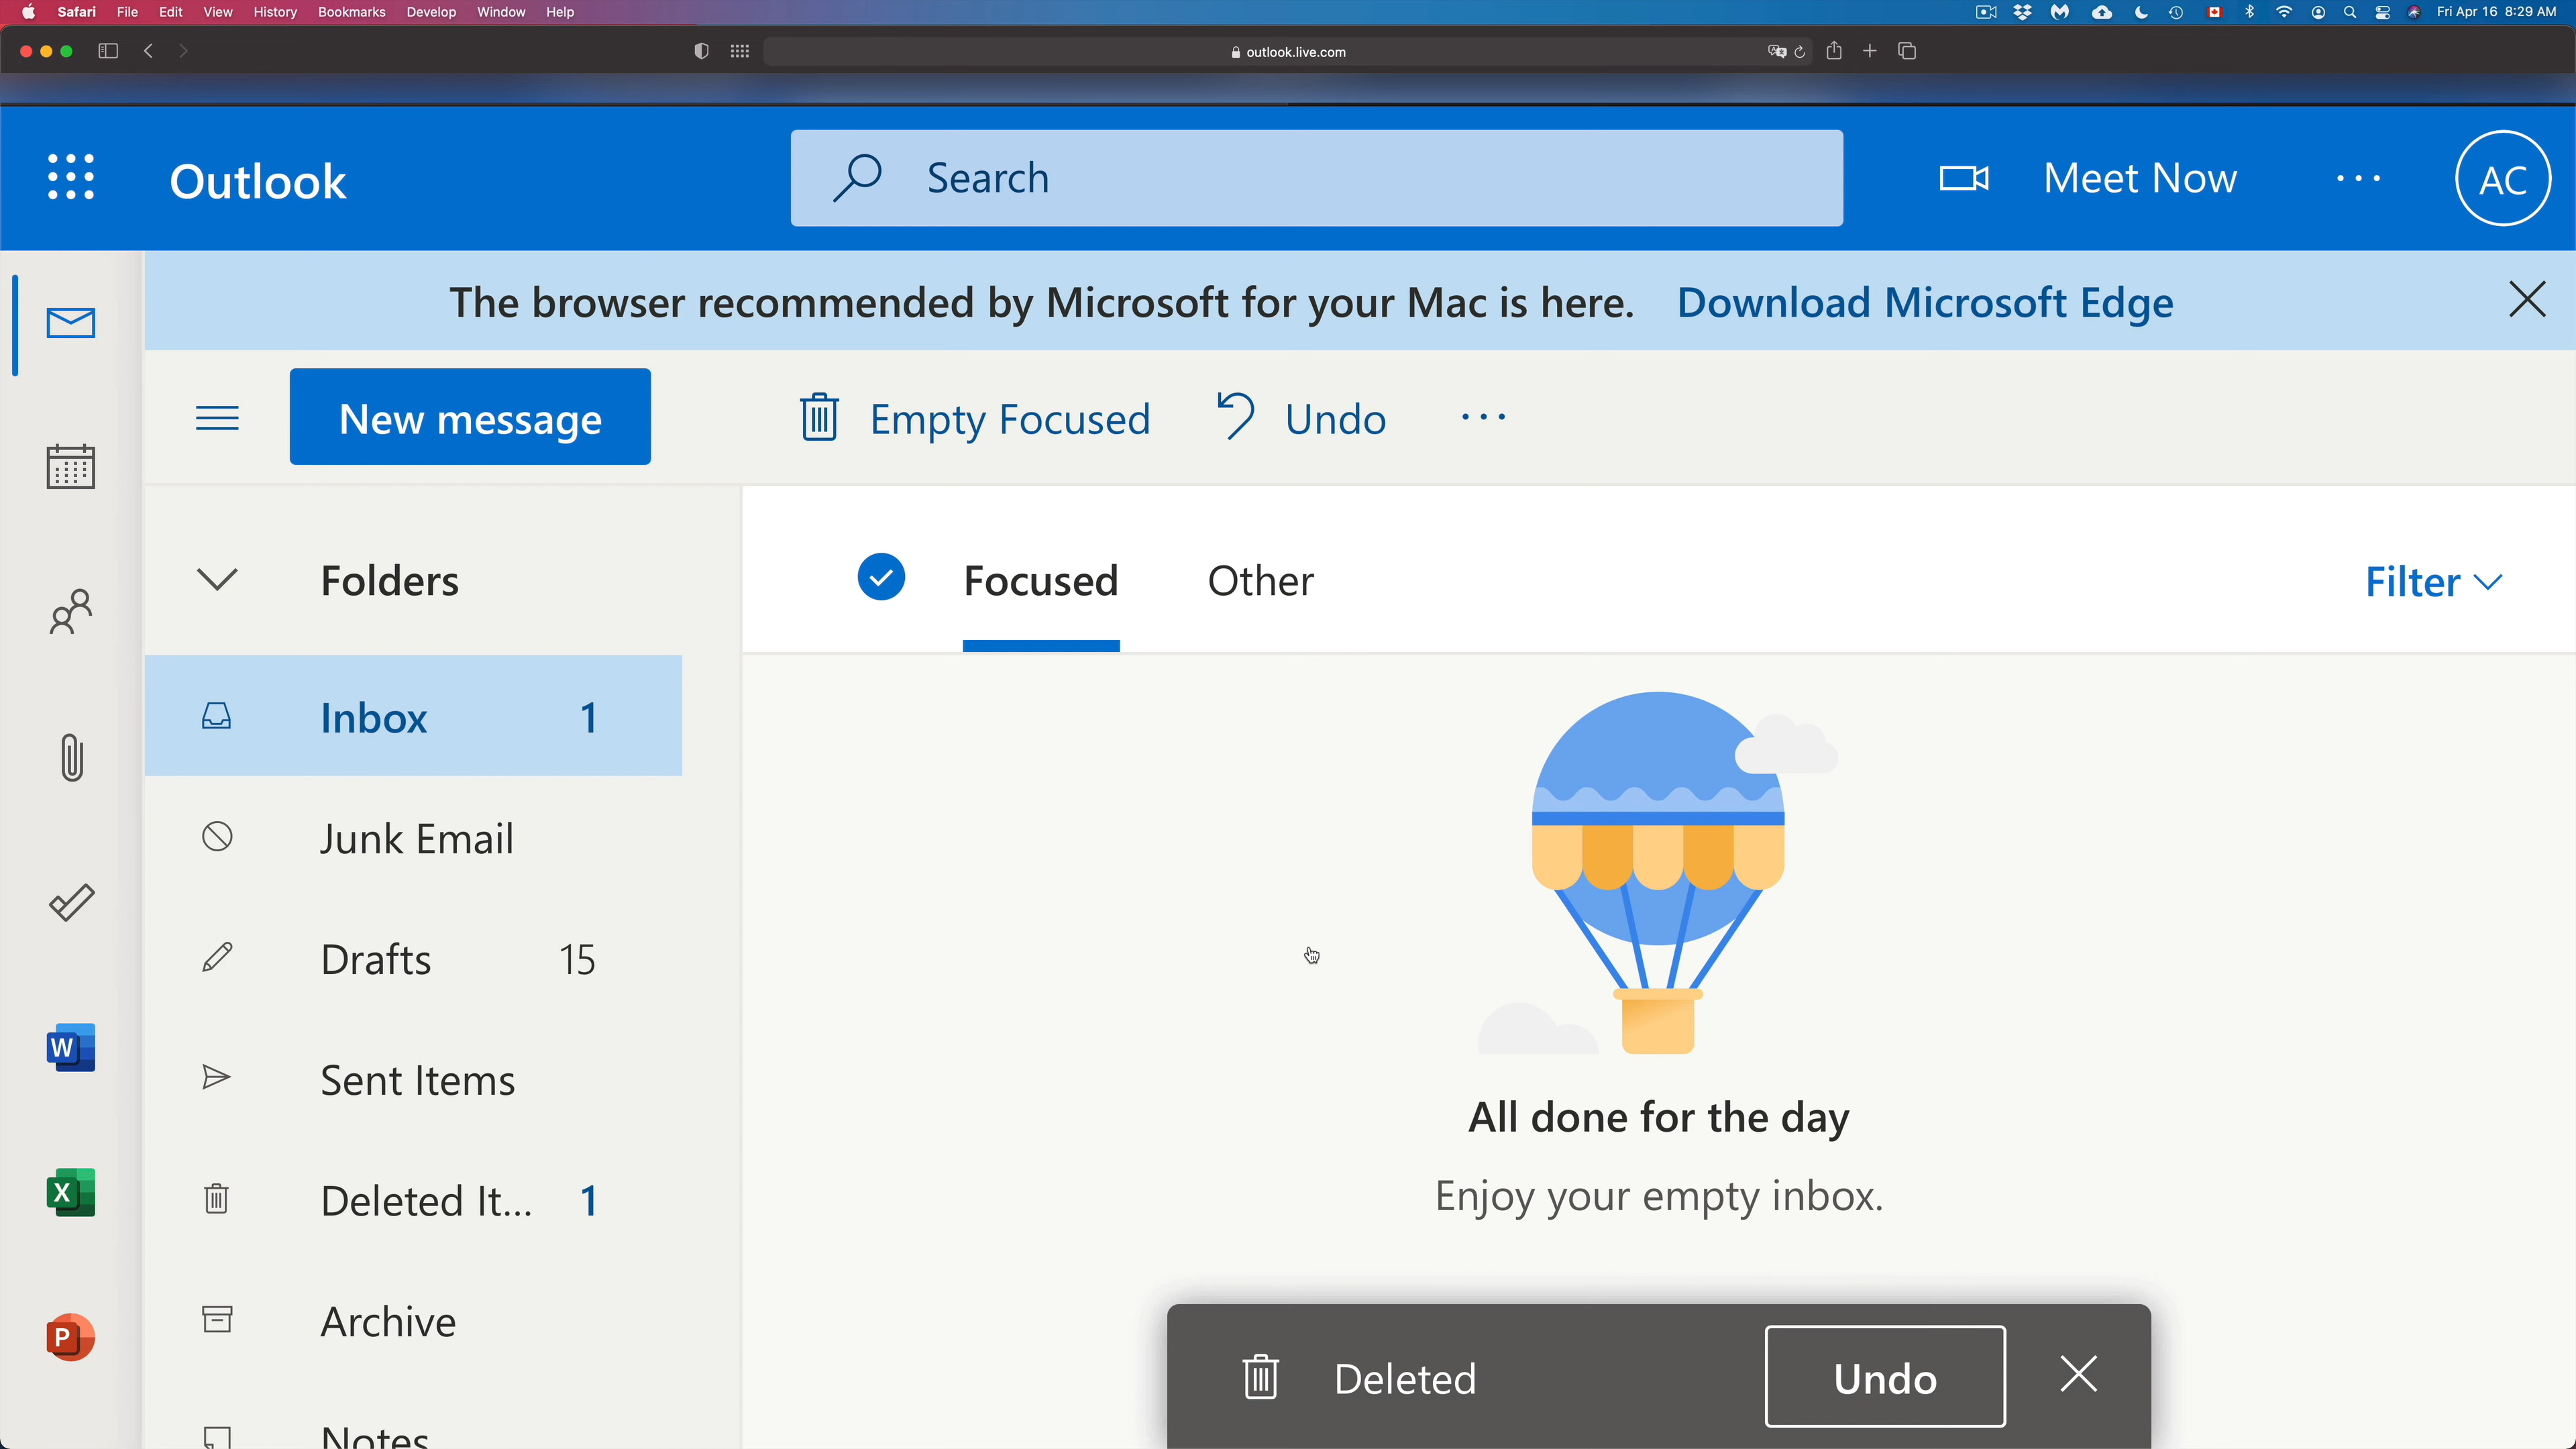 Safari File Edit View History Bookmarks Develop Window Help Fri Apr 16 8:29 AM
outlook.live.com
Outlook Search Meet Now AC
The browser recommended by Microsoft for your Mac is here. Download Microsoft Edge
New message Empty Focused Undo
Folders
Focused Other Filter
Inbox 1
Junk Email
Drafts 15
Sent Items
Deleted It... 1
Archive
Notes
W
X
P
All done for the day
Enjoy your empty inbox.
Deleted Undo